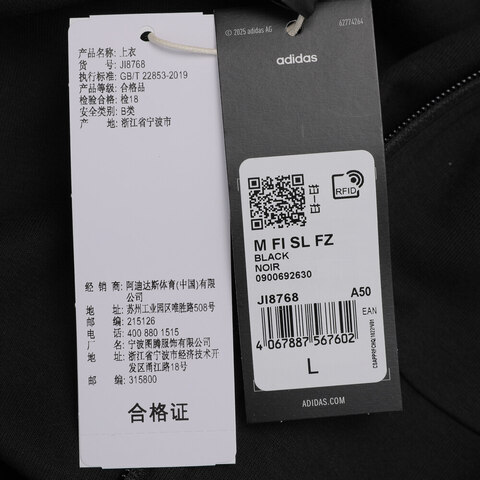 产品名称: 上衣
货 号: JI8768
执行标准: GB/T 22853-2019
产品等级: 合格品
检验合格: 检18
安全类别: B类
产 地: 浙江省宁波市
经 销 商: 阿迪达斯体育(中国)有限公司
地 址: 苏州工业园区唯胜路508号
邮 编: 215126
电 话: 400 880 1515
厂 名: 宁波图腾服饰有限公司
地 址: 浙江省宁波市经济技术开发区甬江路18号
邮 编: 315800
合格证
© 2025 adidas AG
62774264
adidas
RFID
M FI SL FZ
BLACK
NOIR
0900692630
JI8768
A50
EAN
4 067887 567602
L
ADIDAS.COM/